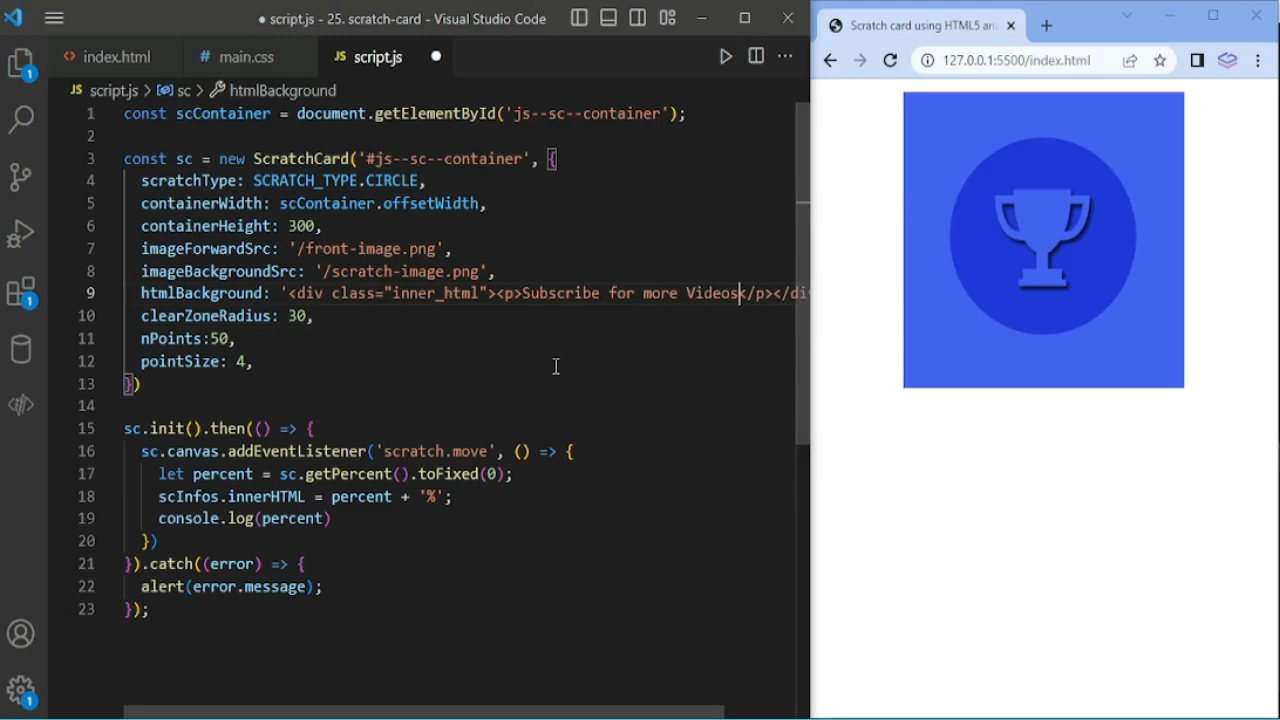 ● script.js - 25. scratch-card - Visual Studio Code
Scratch card using HTML5 an
index.html
# main.css
JS script.js ●
127.0.0.1:5500/index.html
JS script.js > sc > htmlBackground
1 const scContainer = document.getElementById('js--sc--container');
2
3 const sc = new ScratchCard('#js--sc--container', {
4 scratchType: SCRATCH_TYPE.CIRCLE,
5 containerWidth: scContainer.offsetWidth,
6 containerHeight: 300,
7 imageForwardSrc: '/front-image.png',
8 imageBackgroundSrc: '/scratch-image.png',
9 htmlBackground: '<div class="inner_html"><p>Subscribe for more Videos</p></di
10 clearZoneRadius: 30,
11 nPoints:50,
12 pointSize: 4,
13 })
14
15 sc.init().then(() => {
16 sc.canvas.addEventListener('scratch.move', () => {
17 let percent = sc.getPercent().toFixed(0);
18 scInfos.innerHTML = percent + '%';
19 console.log(percent)
20 })
21 }).catch((error) => {
22 alert(error.message);
23 });
1
1
1